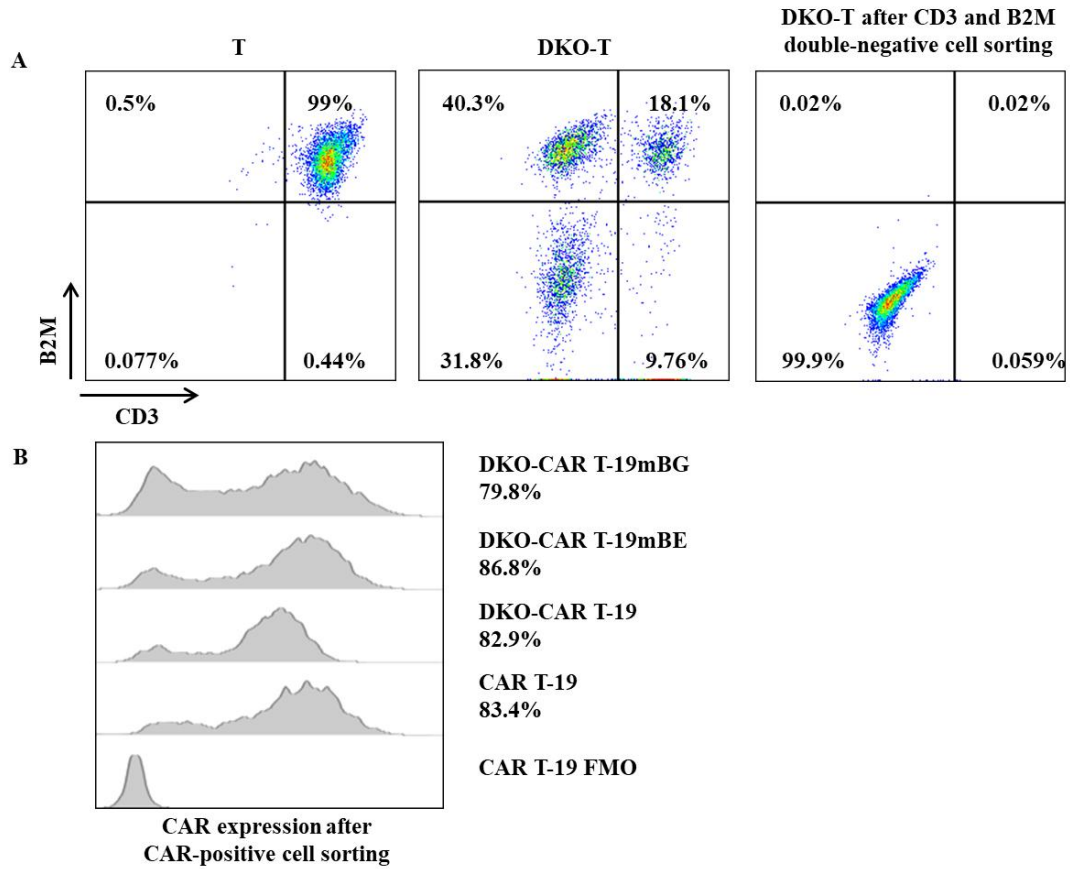 DKO-T after CD3 and B2M
double-negative cell sorting
A
T
DKO-T
0.5%
99%
40.3%
18.1%
0.02%
0.02%
B2M
0.077%
0.44%
31.8%
9.76%
99.9%
0.059%
CD3
B
DKO-CAR T-19mBG
79.8%
DKO-CAR T-19mBE
86.8%
DKO-CAR T-19
82.9%
CAR T-19
83.4%
CAR T-19 FMO
CAR expression after
CAR-positive cell sorting